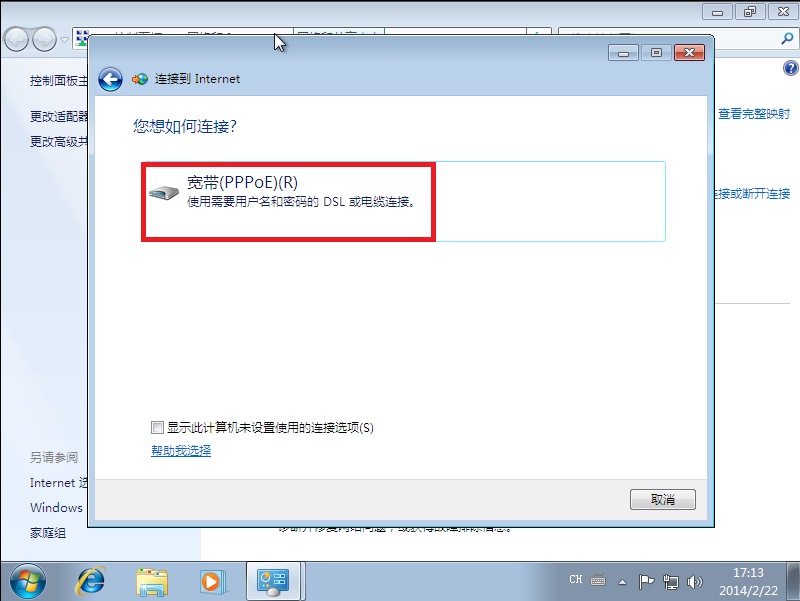 控制面板主
更改适配器
更改高级共
连接到 Internet
您想如何连接?
宽带(PPPoE)(R)
使用需要用户名和密码的 DSL 或电缆连接。
查看完整映射
接或断开连接
显示此计算机未设置使用的连接选项(S)
帮助我选择
取消
另请参阅
Internet 选
Windows
家庭组
CH
17:13
2014/2/22